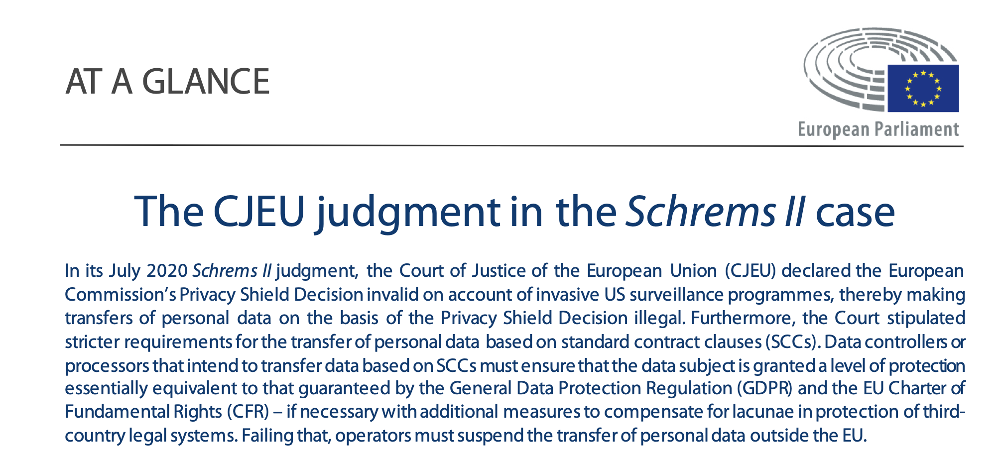 AT A GLANCE
European Parliament
The CJEU judgment in the Schrems II case
In its July 2020 Schrems II judgment, the Court of Justice of the European Union (CJEU) declared the European
Commission’s Privacy Shield Decision invalid on account of invasive US surveillance programmes, thereby making
transfers of personal data on the basis of the Privacy Shield Decision illegal. Furthermore, the Court stipulated
stricter requirements for the transfer of personal data based on standard contract clauses (SCCs). Data controllers or
processors that intend to transfer data based on SCCs must ensure that the data subject is granted a level of protection
essentially equivalent to that guaranteed by the General Data Protection Regulation (GDPR) and the EU Charter of
Fundamental Rights (CFR) – if necessary with additional measures to compensate for lacunae in protection of third-
country legal systems. Failing that, operators must suspend the transfer of personal data outside the EU.